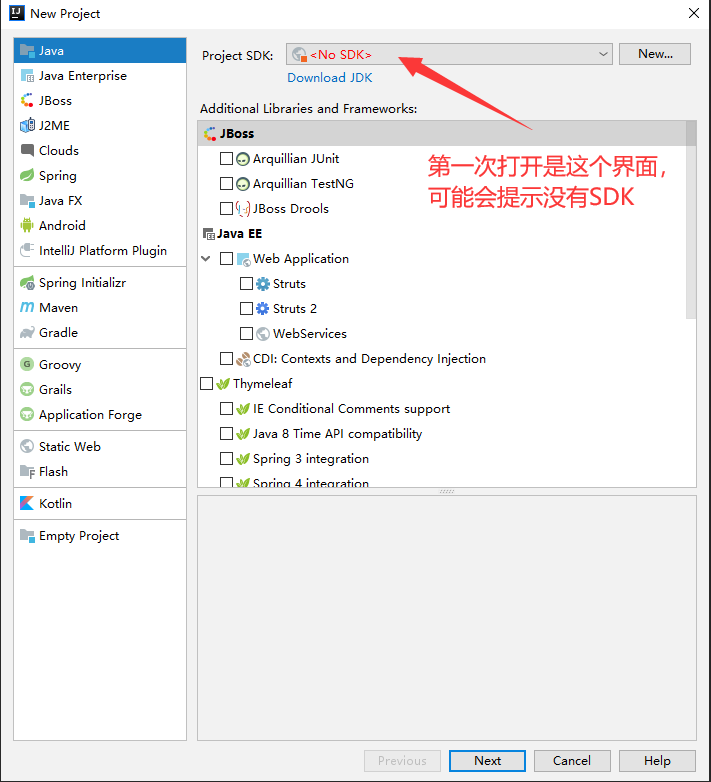 New Project
Java
Java Enterprise
JBoss
J2ME
Clouds
Spring
Java FX
Android
IntelliJ Platform Plugin
Spring Initializr
Maven
Gradle
Groovy
Grails
Application Forge
Static Web
Flash
Kotlin
Empty Project
Project SDK: <No SDK> New...
Download JDK
Additional Libraries and Frameworks:
JBoss
Arquillian JUnit
Arquillian TestNG
JBoss Drools
Java EE
Web Application
Struts
Struts 2
WebServices
CDI: Contexts and Dependency Injection
Thymeleaf
IE Conditional Comments support
Java 8 Time API compatibility
Spring 3 integration
Spring 4 integration
第一次打开是这个界面，
可能会提示没有SDK
Previous Next Cancel Help